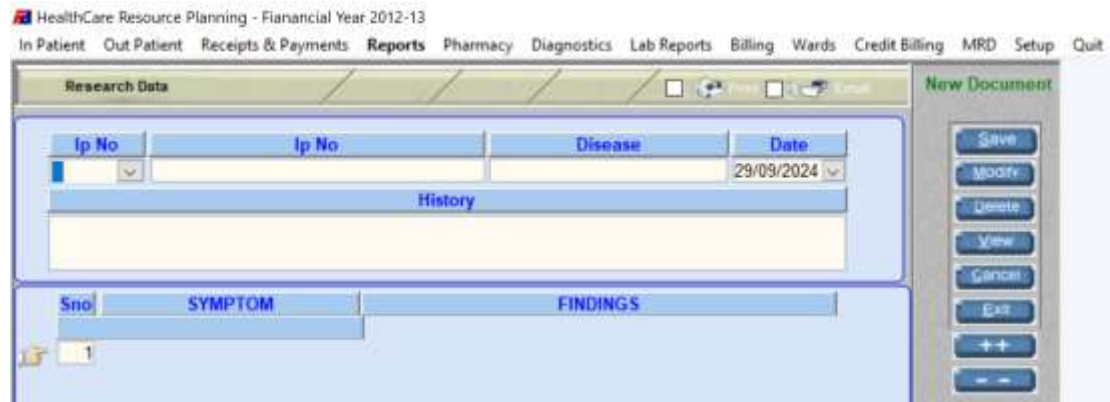 HealthCare Resource Planning - Fianancial Year 2012-13
In Patient Out Patient Receipts & Payments Reports Pharmacy Diagnostics Lab Reports Billing Wards Credit Billing MRD Setup Quit
Research Data
New Document
Ip No Ip No Disease Date
29/09/2024
History
Sno SYMPTOM FINDINGS
1
Save
Modify
Delete
View
Cancel
Exit
++
- -